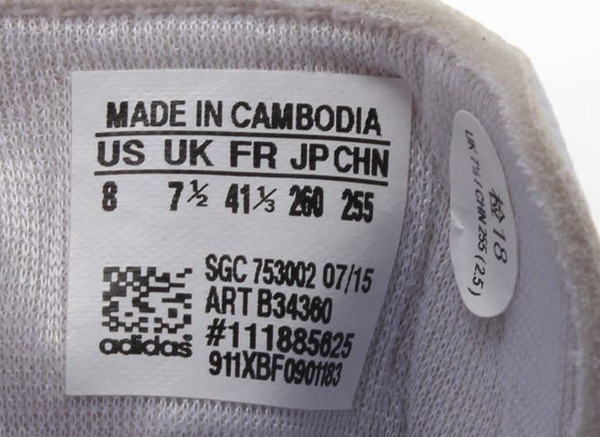 MADE IN CAMBODIA
US UK FR JP CHN
8 7½ 41⅓ 260 255
SGC 753002 07/15
ART B34360
#111885625
911XBF0901183
adidas
检18
UK 7½ / CHN 255 (2.5)